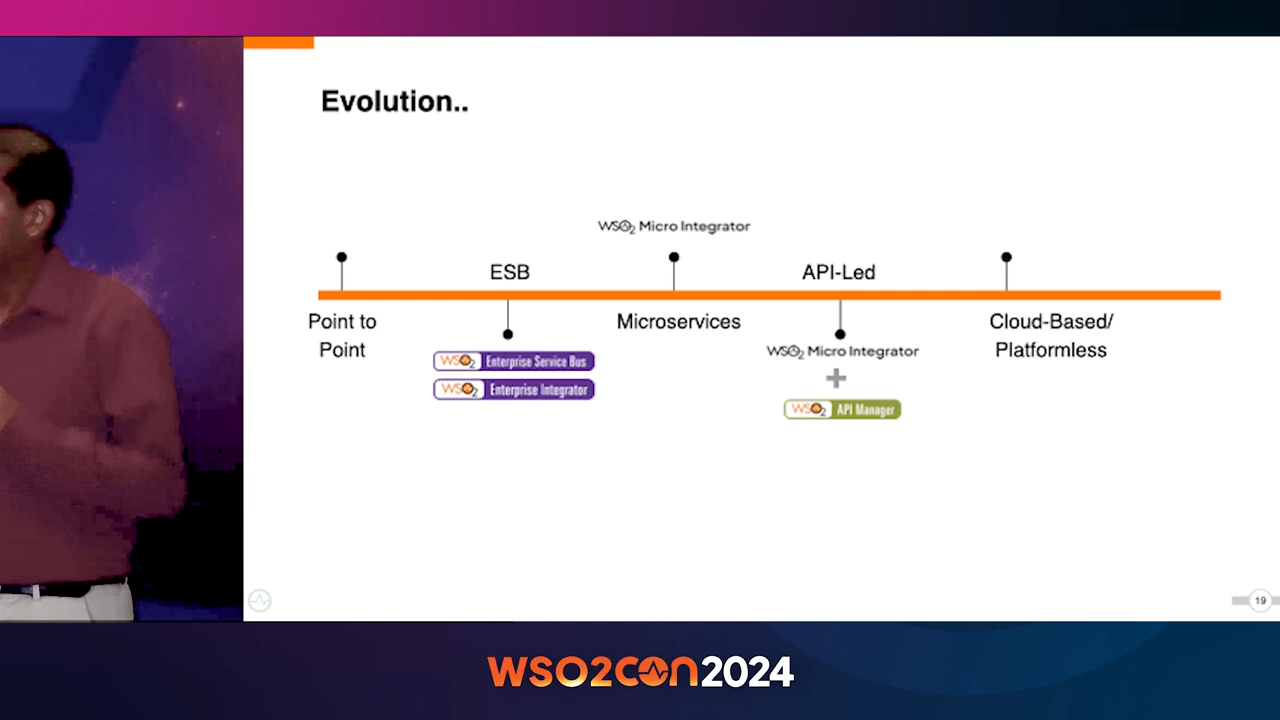 Evolution..
WSO2 Micro Integrator
ESB
API-Led
Point to
Point
Microservices
Cloud-Based/
Platformless
WSO2 Enterprise Service Bus
WSO2 Enterprise Integrator
WSO2 Micro Integrator
+
WSO2 API Manager
19
WSO2CON2024